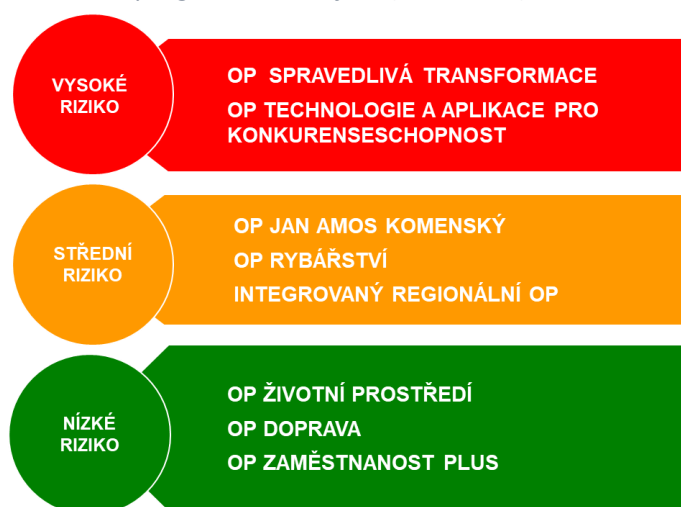 VYSOKÉ
RIZIKO
OP SPRAVEDLIVÁ TRANSFORMACE
OP TECHNOLOGIE A APLIKACE PRO
KONKURENSESCHOPNOST
STŘEDNÍ
RIZIKO
OP JAN AMOS KOMENSKÝ
OP RYBÁŘSTVÍ
INTEGROVANÝ REGIONÁLNÍ OP
NÍZKÉ
RIZIKO
OP ŽIVOTNÍ PROSTŘEDÍ
OP DOPRAVA
OP ZAMĚSTNANOST PLUS